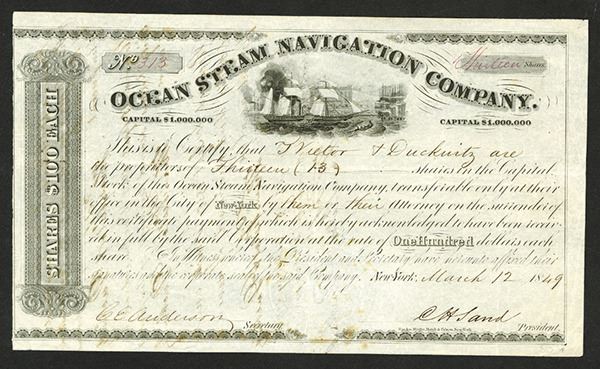 No 313
Thirteen Shares
OCEAN STEAM NAVIGATION COMPANY.
CAPITAL $1.000.000
CAPITAL $1.000.000
SHARES $100 EACH
This is to Certify, that Vietor & Duckwitz are
the proprietors of Thirteen (13) shares in the Capital
Stock of the Ocean Steam Navigation Company, transferable only at their
office in the City of New York by them or their Attorney on the surrender of
this certificate payment of which is hereby acknowledged to have been receiv-
ed in full by the said Corporation at the rate of One Hundred dollars each
share. In Witness whereof, the President and Secretary have hereunto affixed their
signatures and the corporate seal of the said Company. New York, March 12 1849
Secretary
C H Sand
President.